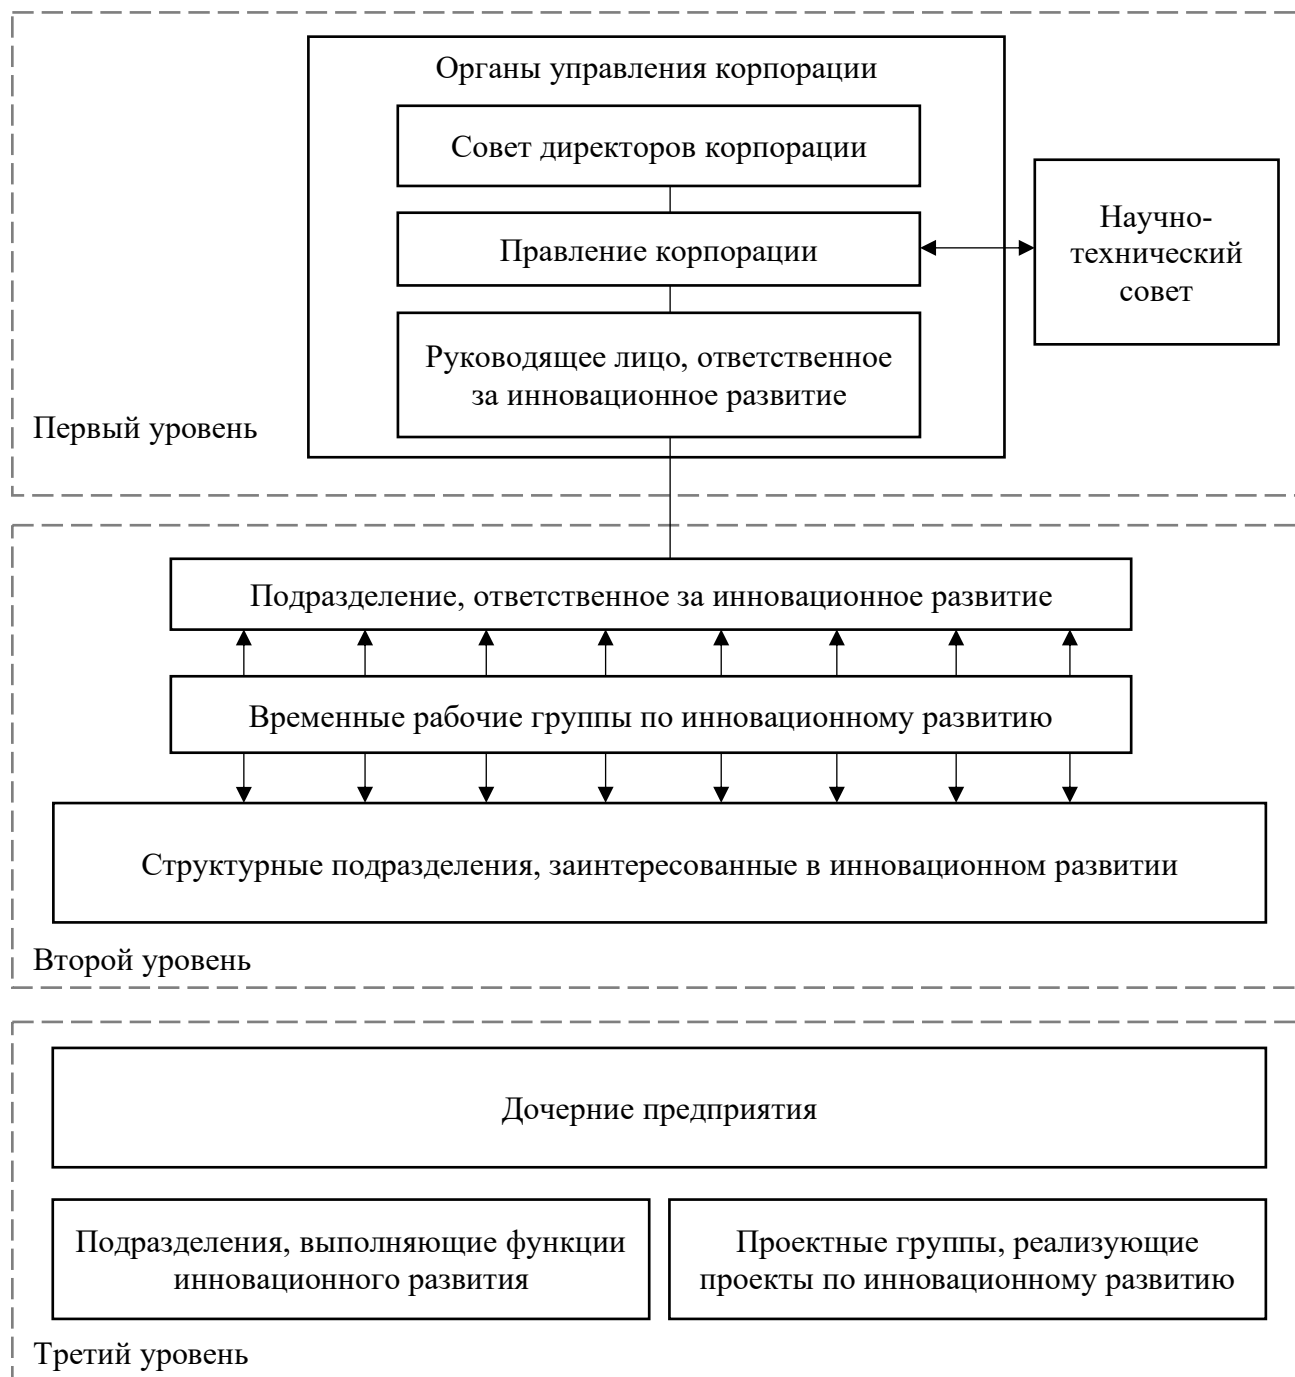 Органы управления корпорации
Совет директоров корпорации
Правление корпорации
Научно-
технический
совет
Руководящее лицо, ответственное
за инновационное развитие
Первый уровень
Подразделение, ответственное за инновационное развитие
Временные рабочие группы по инновационному развитию
Структурные подразделения, заинтересованные в инновационном развитии
Второй уровень
Дочерние предприятия
Подразделения, выполняющие функции
инновационного развития
Проектные группы, реализующие
проекты по инновационному развитию
Третий уровень